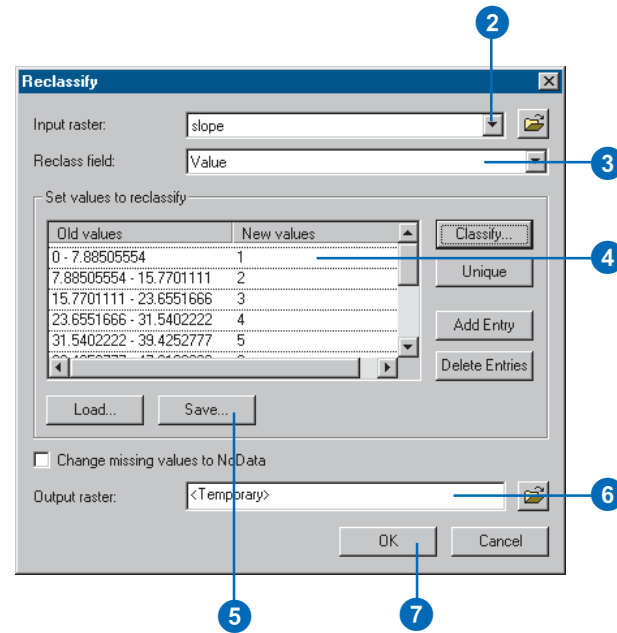 2
Reclassify
Input raster: slope
Reclass field: Value 3
Set values to reclassify
Old values New values Classify...
0 - 7.88505554 1 4
7.88505554 - 15.7701111 2 Unique
15.7701111 - 23.6551666 3
23.6551666 - 31.5402222 4 Add Entry
31.5402222 - 39.4252777 5
Delete Entries
Load... Save...
Change missing values to NoData
Output raster: <Temporary> 6
OK Cancel
5 7